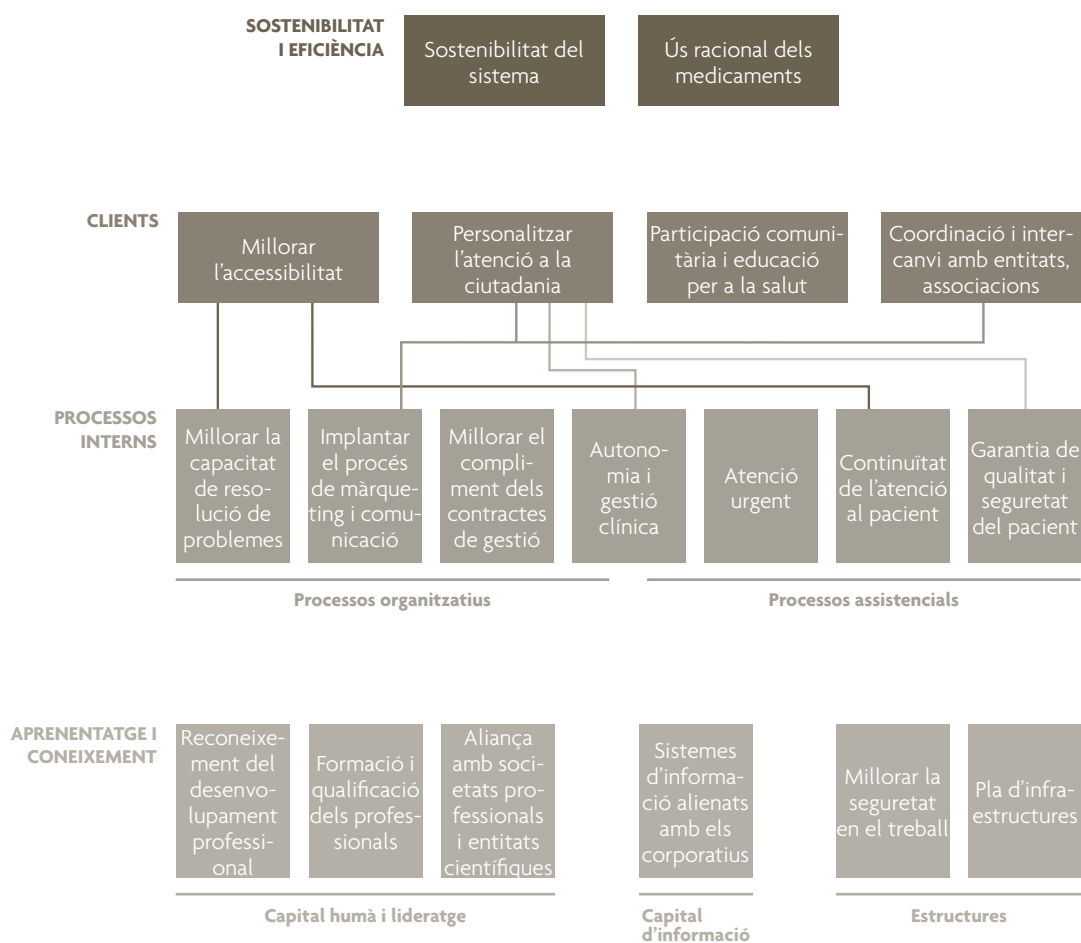 SOSTENIBILITAT
I EFICIÈNCIA
Sostenibilitat del
sistema
Ús racional dels
medicaments
CLIENTS
Millorar
l’accessibilitat
Personalitzar
l’atenció a la
ciutadania
Participació comuni-
tària i educació
per a la salut
Coordinació i inter-
canvi amb entitats,
associacions
PROCESSOS
INTERNS
Millorar la
capacitat
de reso-
lució de
problemes
Implantar
el procés
de màrque-
ting i comu-
nicació
Millorar el
compli-
ment dels
contractes
de gestió
Autono-
mia i
gestió
clínica
Atenció
urgent
Continuïtat
de l’atenció
al pacient
Garantia de
qualitat i
seguretat
del pacient
Processos organitzatius
Processos assistencials
APRENENTATGE I
CONEIXEMENT
Reconeixe-
ment del
desenvo-
lupament
professi-
onal
Formació i
qualificació
dels profes-
sionals
Aliança
amb soci-
etats pro-
fessionals
i entitats
científiques
Sistemes
d’informa-
ció alienats
amb els
corporatius
Millorar la
seguretat
en el treball
Pla d’infra-
estructures
Capital humà i lideratge
Capital
d’informació
Estructures